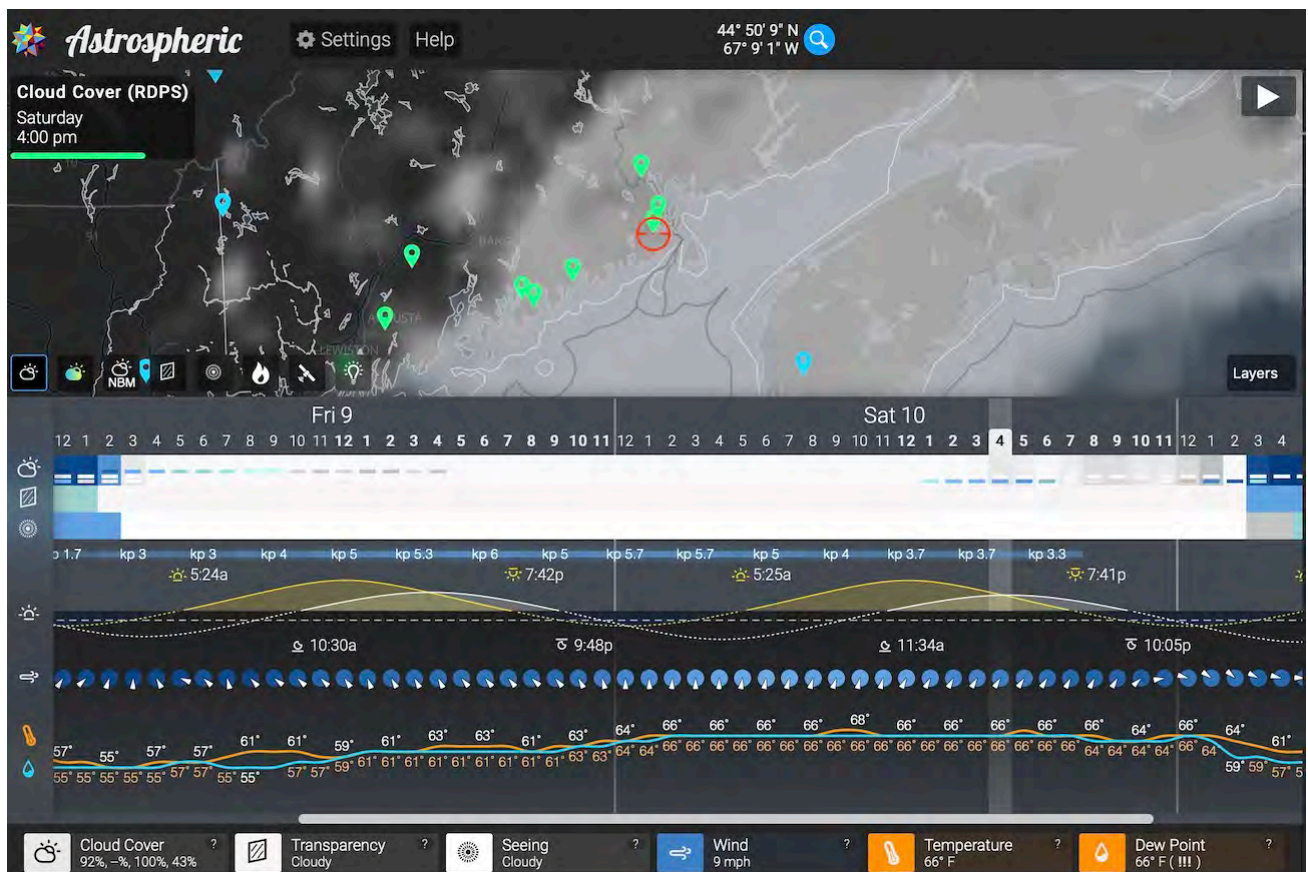 Astrospheric
Settings
Help
44° 50' 9" N
67° 9' 1" W
Cloud Cover (RDPS)
Saturday
4:00 pm
AUGUSTA
LEWISTON
NBM
Layers
Fri 9
Sat 10
12 1 2 3 4 5 6 7 8 9 10 11 12 1 2 3 4 5 6 7 8 9 10 11 12 1 2 3 4 5 6 7 8 9 10 11 12 1 2 3 4 5 6 7 8 9 10 11 12 1 2 3 4
p 1.7 kp 3 kp 3 kp 4 kp 5 kp 5.3 kp 6 kp 5 kp 5.7 kp 5.7 kp 5 kp 4 kp 3.7 kp 3.7 kp 3.3
5:24a 7:42p 5:25a 7:41p
10:30a 9:48p 11:34a 10:05p
57° 55° 57° 57° 61° 61° 59° 61° 63° 63° 61° 63° 64° 66° 66° 66° 66° 68° 66° 66° 66° 66° 66° 64° 66° 64° 61°
55° 55° 55° 55° 55° 57° 57° 55° 55° 57° 57° 59° 61° 61° 61° 61° 61° 61° 61° 61° 61° 61° 63° 63° 64° 64° 66° 66° 66° 66° 66° 66° 66° 66° 66° 66° 66° 66° 66° 66° 66° 66° 66° 66° 64° 64° 64° 64° 66° 64 59° 59° 57° 5
Cloud Cover ?
92%, –%, 100%, 43%
Transparency ?
Cloudy
Seeing ?
Cloudy
Wind ?
9 mph
Temperature ?
66° F
Dew Point ?
66° F ( !!! )